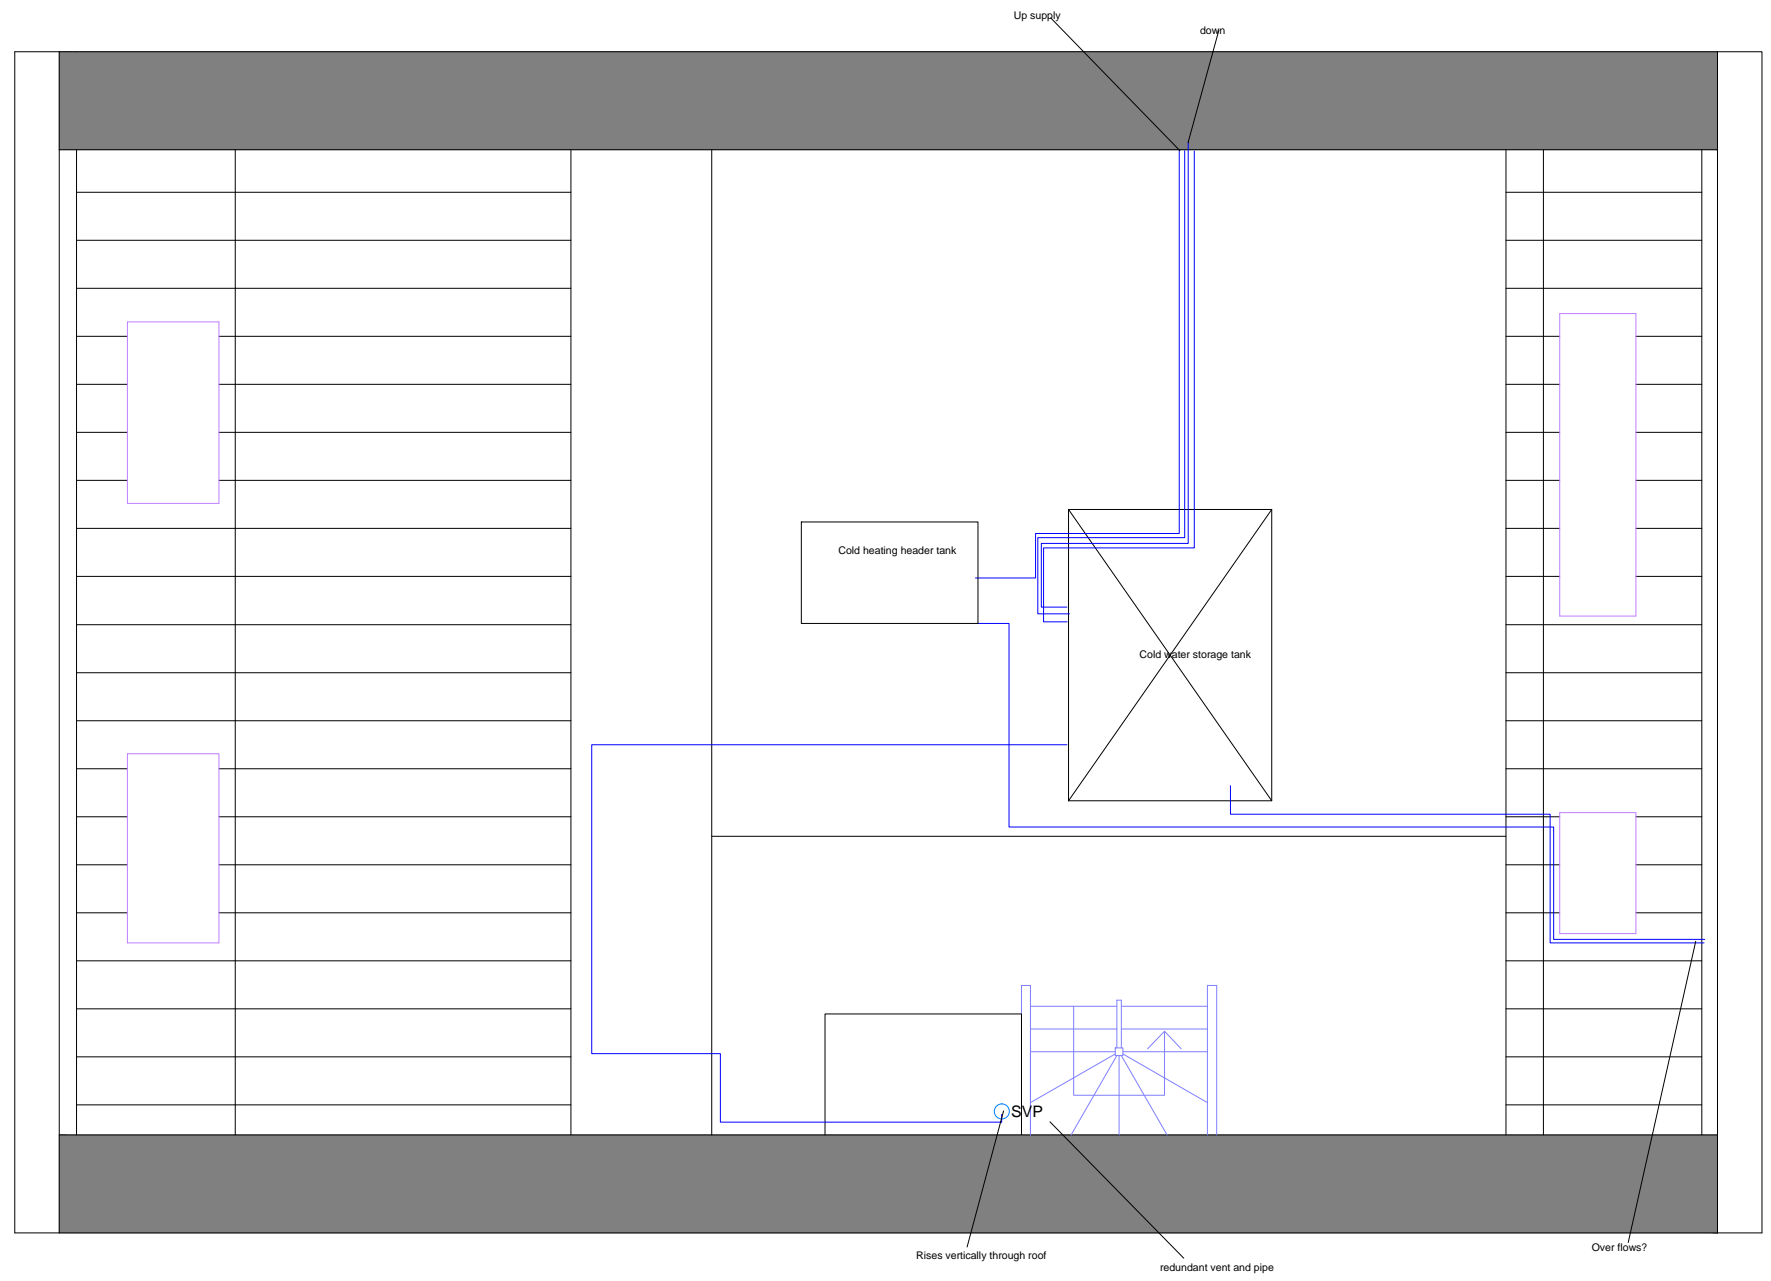 Up supply
down
Cold heating header tank
Cold water storage tank
SVP
Rises vertically through roof
redundant vent and pipe
Over flows?